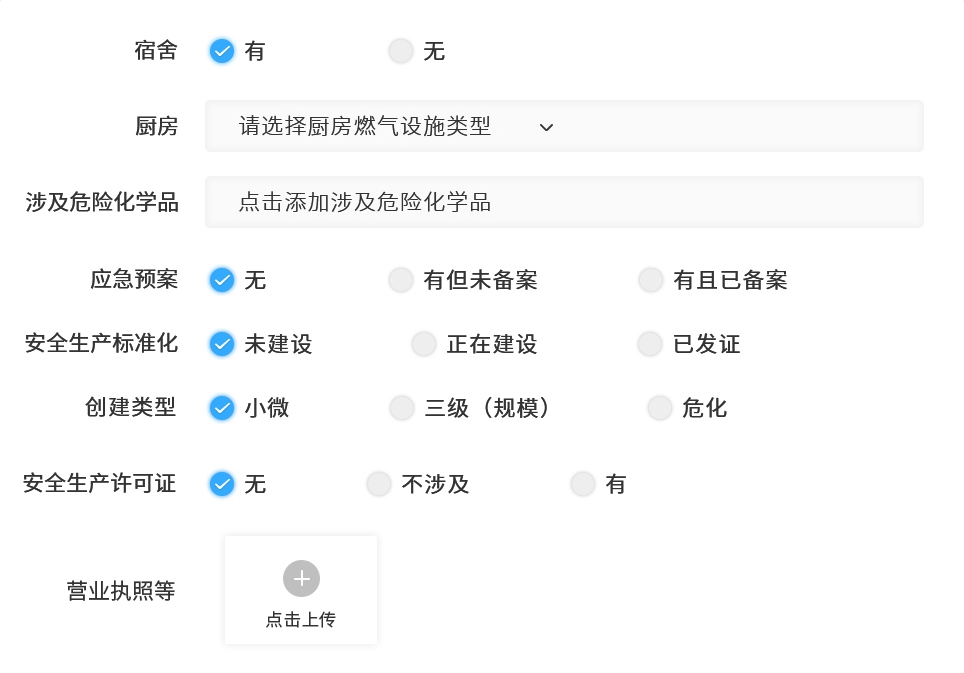 宿舍 有 无
厨房 请选择厨房燃气设施类型
涉及危险化学品 点击添加涉及危险化学品
应急预案 无 有但未备案 有且已备案
安全生产标准化 未建设 正在建设 已发证
创建类型 小微 三级（规模） 危化
安全生产许可证 无 不涉及 有
营业执照等
点击上传